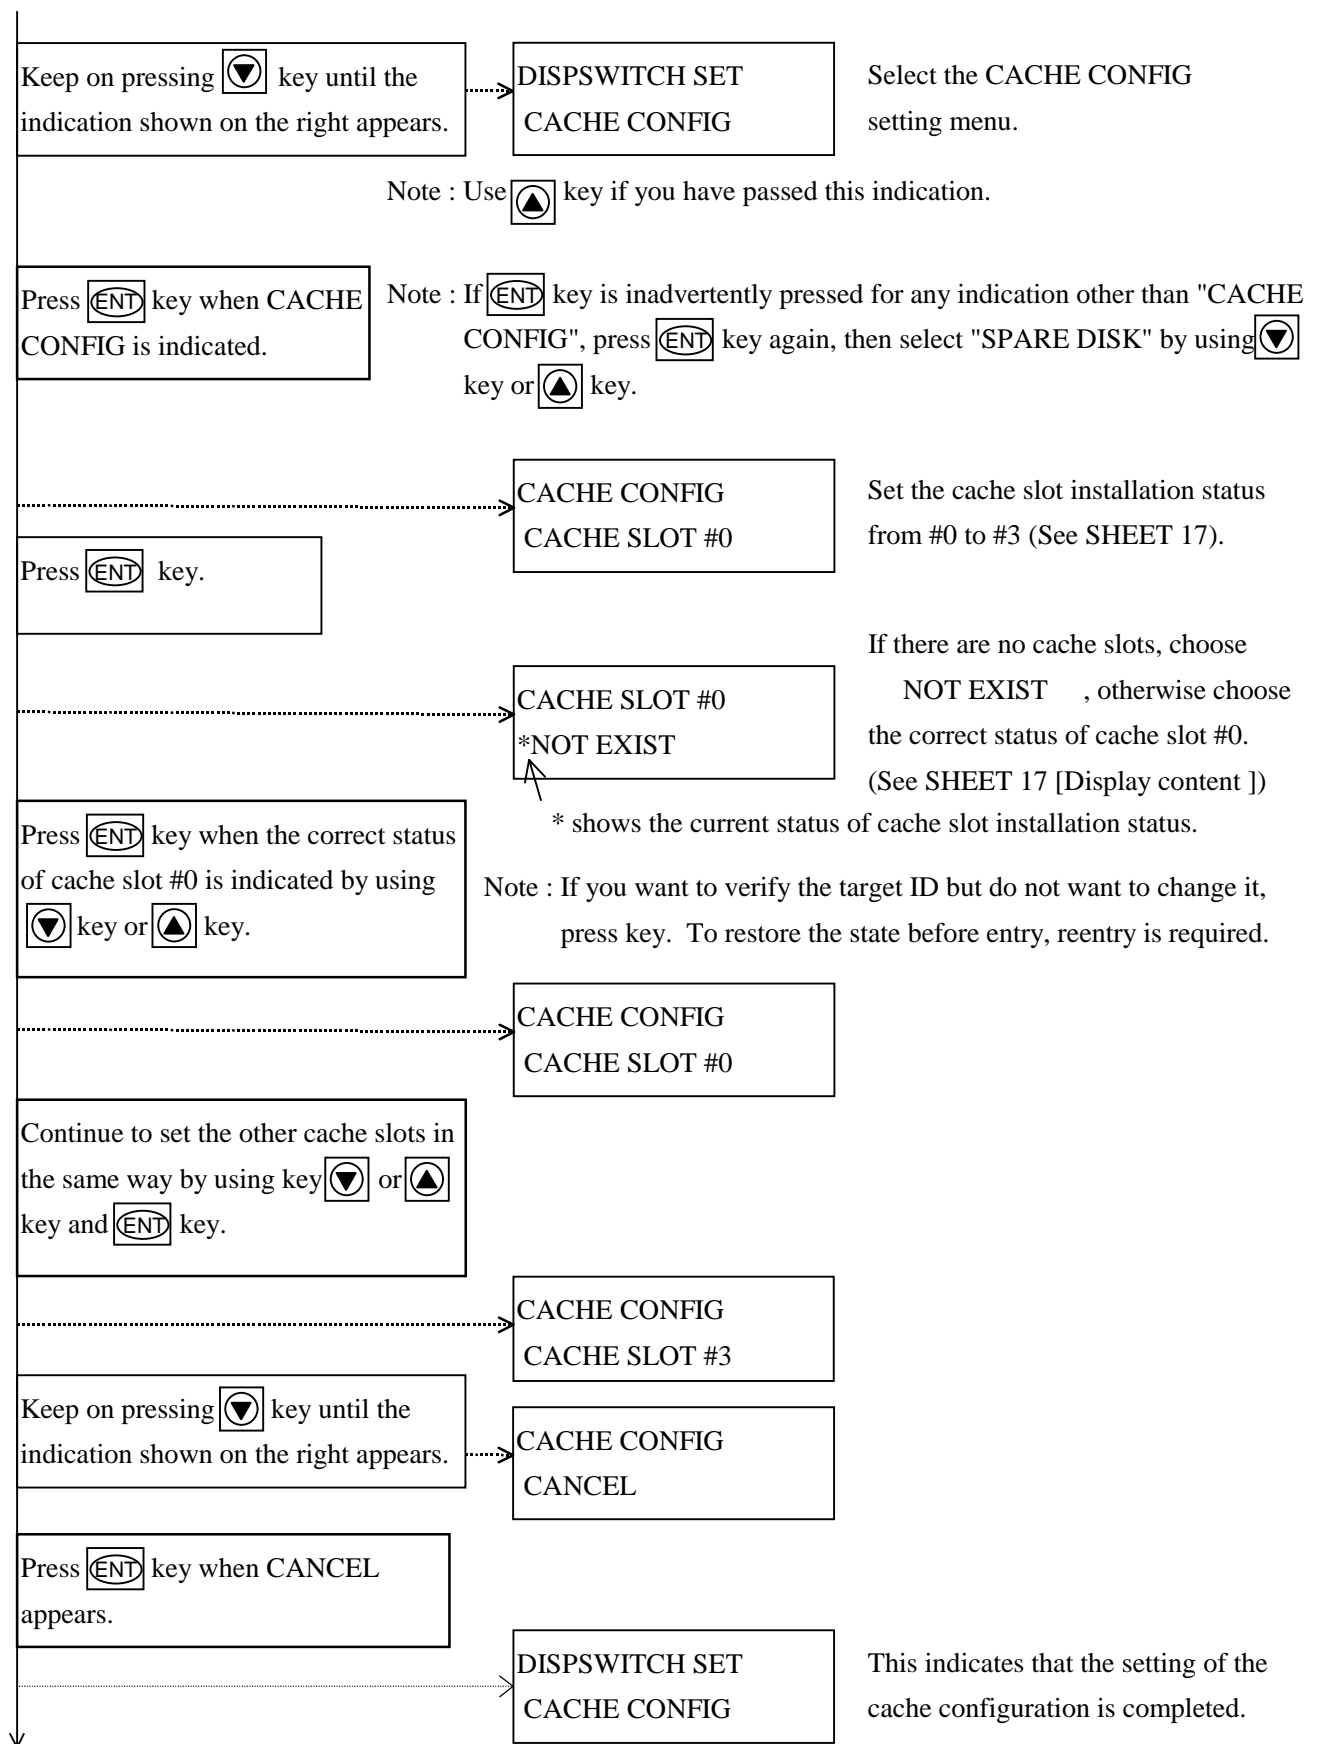 Keep on pressing ▼ key until the
indication shown on the right appears.
DISPSWITCH SET
CACHE CONFIG
Select the CACHE CONFIG
setting menu.
Note : Use ▲ key if you have passed this indication.
Press ENT key when CACHE
CONFIG is indicated.
Note : If ENT key is inadvertently pressed for any indication other than "CACHE
CONFIG", press ENT key again, then select "SPARE DISK" by using ▼
key or ▲ key.
CACHE CONFIG
CACHE SLOT #0
Set the cache slot installation status
from #0 to #3 (See SHEET 17).
Press ENT key.
CACHE SLOT #0
*NOT EXIST
If there are no cache slots, choose
NOT EXIST , otherwise choose
the correct status of cache slot #0.
(See SHEET 17 [Display content ])
* shows the current status of cache slot installation status.
Press ENT key when the correct status
of cache slot #0 is indicated by using
▼ key or ▲ key.
Note : If you want to verify the target ID but do not want to change it,
press key. To restore the state before entry, reentry is required.
CACHE CONFIG
CACHE SLOT #0
Continue to set the other cache slots in
the same way by using key ▼ or ▲
key and ENT key.
CACHE CONFIG
CACHE SLOT #3
Keep on pressing ▼ key until the
indication shown on the right appears.
CACHE CONFIG
CANCEL
Press ENT key when CANCEL
appears.
DISPSWITCH SET
CACHE CONFIG
This indicates that the setting of the
cache configuration is completed.